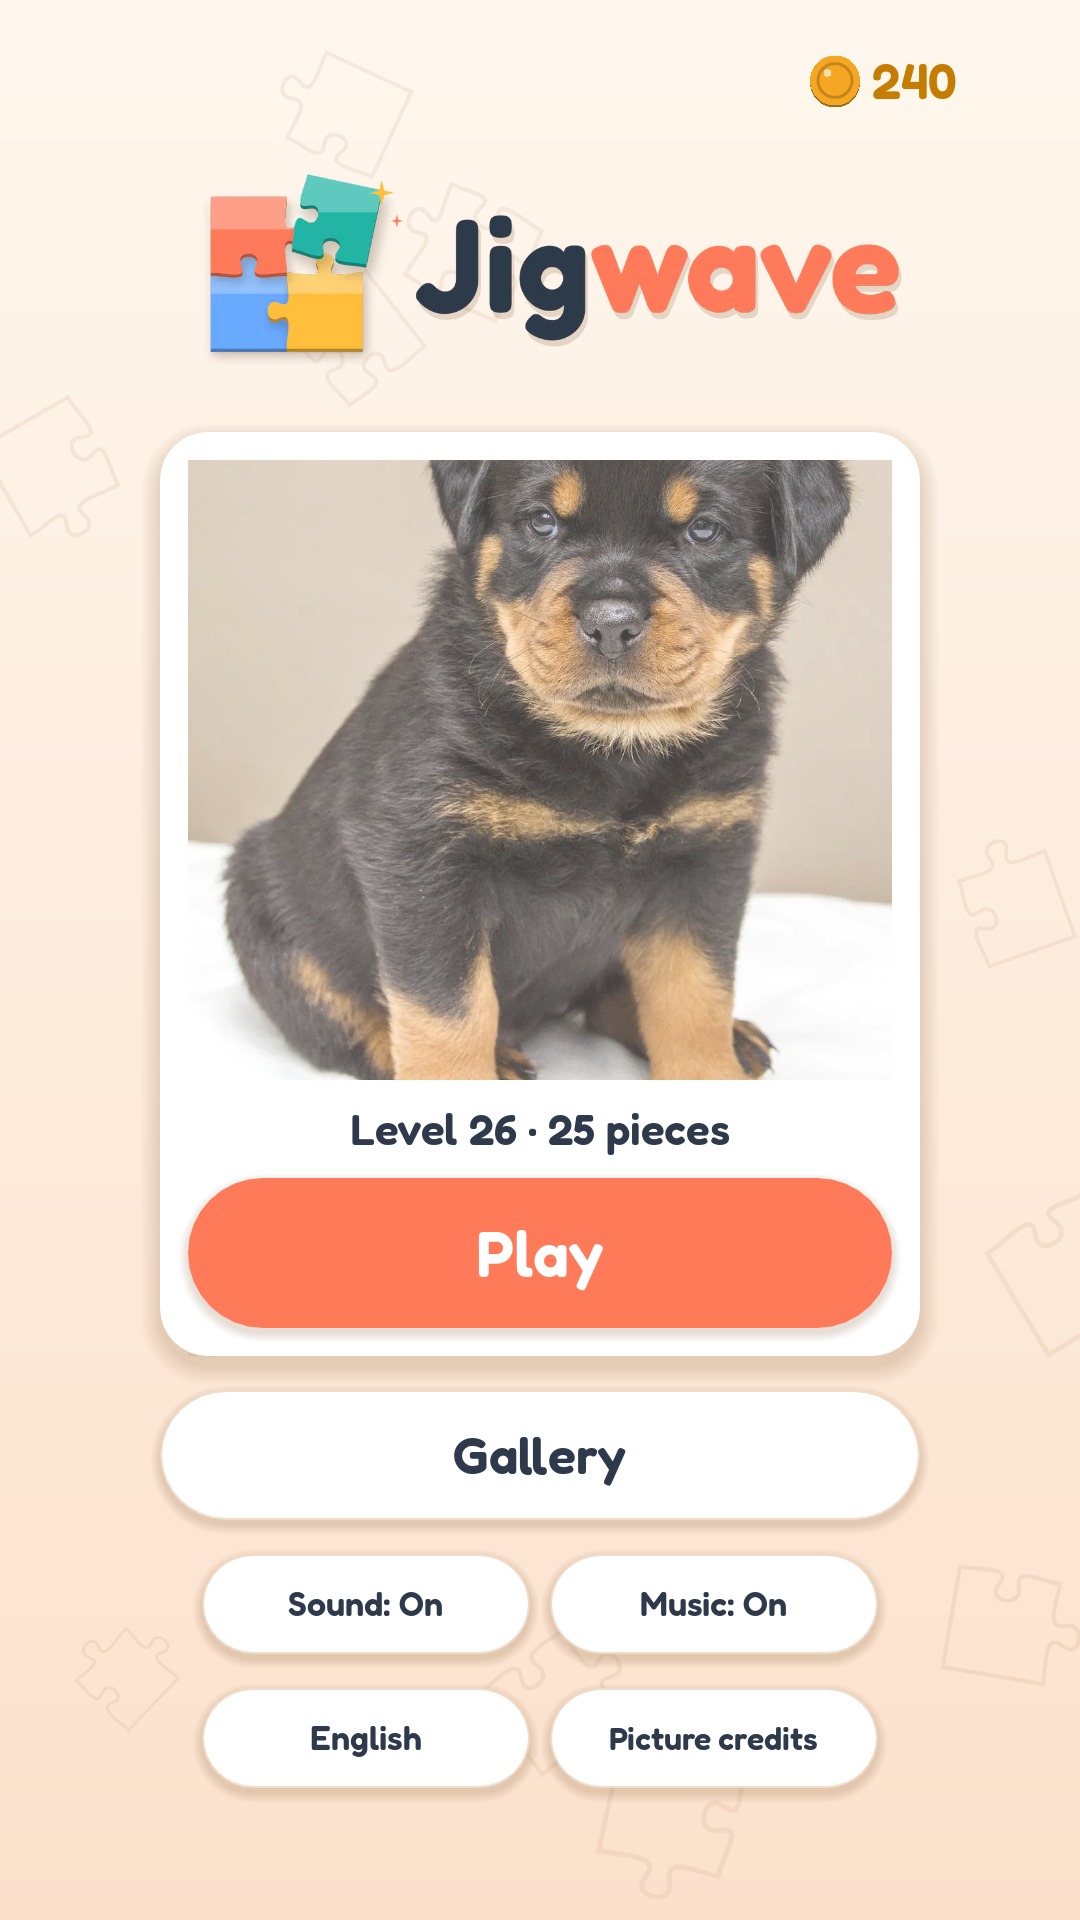 240
Jigwave
Level 26 · 25 pieces
Play
Gallery
Sound: On
Music: On
English
Picture credits